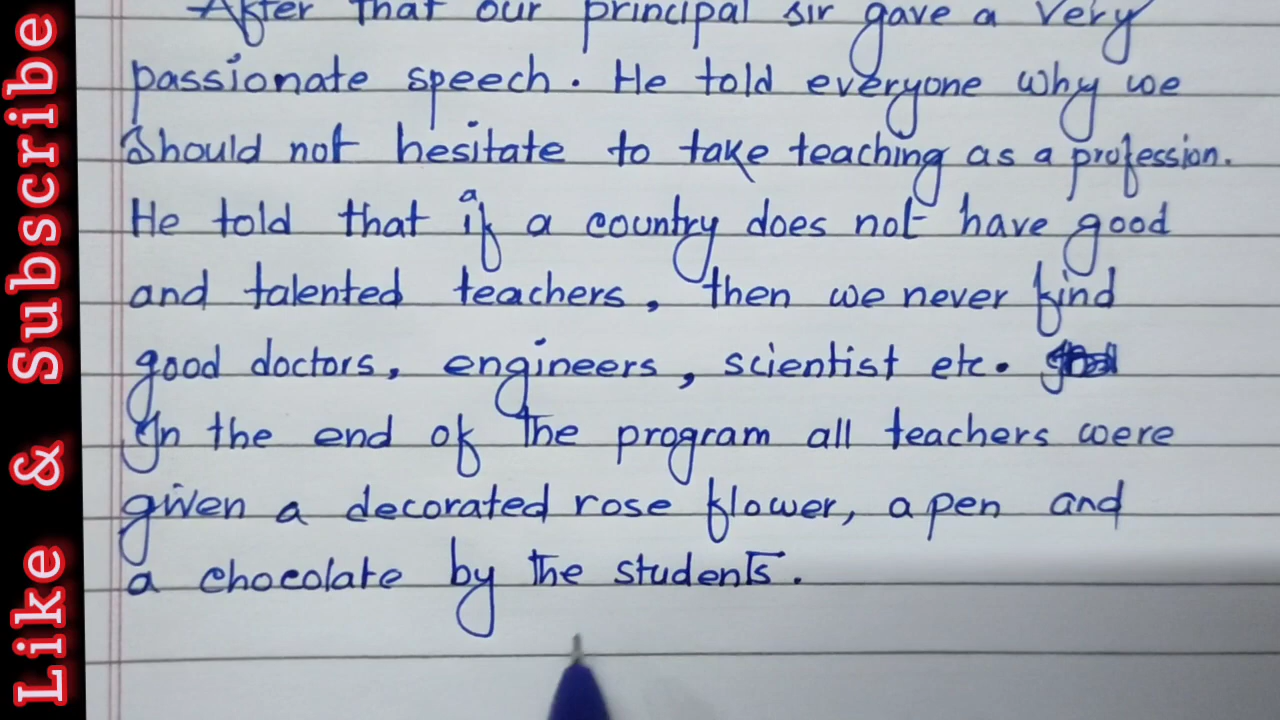 After that our principal sir gave a very
passionate speech. He told everyone why we
should not hesitate to take teaching as a profession.
He told that if a country does not have good
and talented teachers, then we never find
good doctors, engineers, scientist etc.
In the end of the program all teachers were
given a decorated rose flower, a pen and
a chocolate by the students.
Like & Subscribe